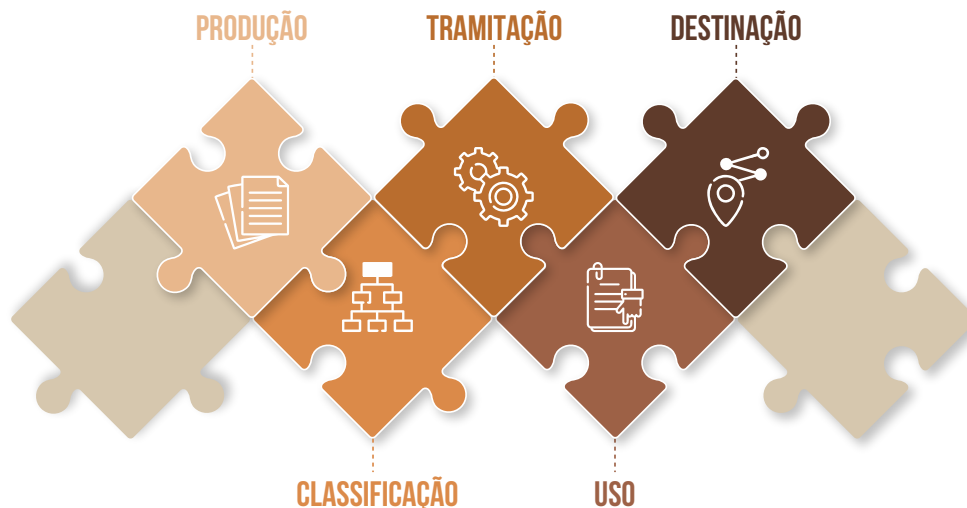 PRODUÇÃO
TRAMITAÇÃO
DESTINAÇÃO
CLASSIFICAÇÃO
USO